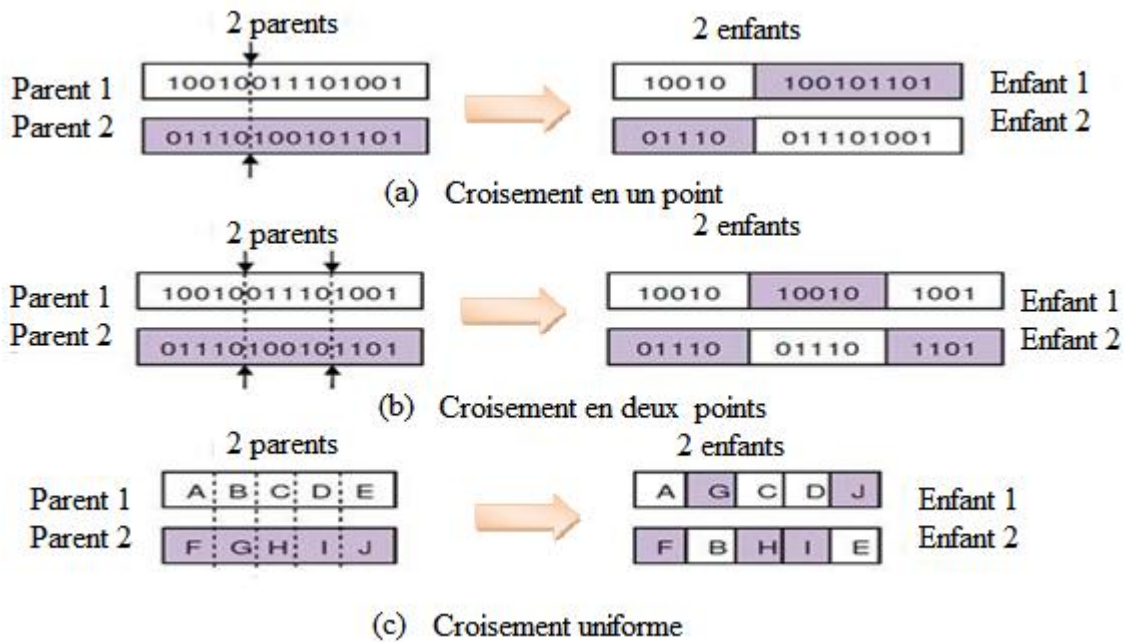 2 parents 2 enfants
Parent 1 10010011101001 10010 100101101 Enfant 1
Parent 2 01110100101101 01110 011101001 Enfant 2
(a) Croisement en un point
2 parents 2 enfants
Parent 1 10010011101001 10010 10010 1001 Enfant 1
Parent 2 01110100101101 01110 01110 1101 Enfant 2
(b) Croisement en deux points
2 parents 2 enfants
Parent 1 A B C D E A G C D J Enfant 1
Parent 2 F G H I J F B H I E Enfant 2
(c) Croisement uniforme